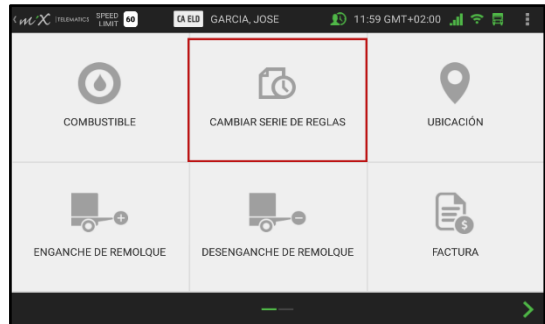 miX TELEMATICS SPEED LIMIT 60 CA ELD GARCIA, JOSE 11:59 GMT+02:00
COMBUSTIBLE CAMBIAR SERIE DE REGLAS UBICACIÓN
ENGANCHE DE REMOLQUE DESENGANCHE DE REMOLQUE FACTURA